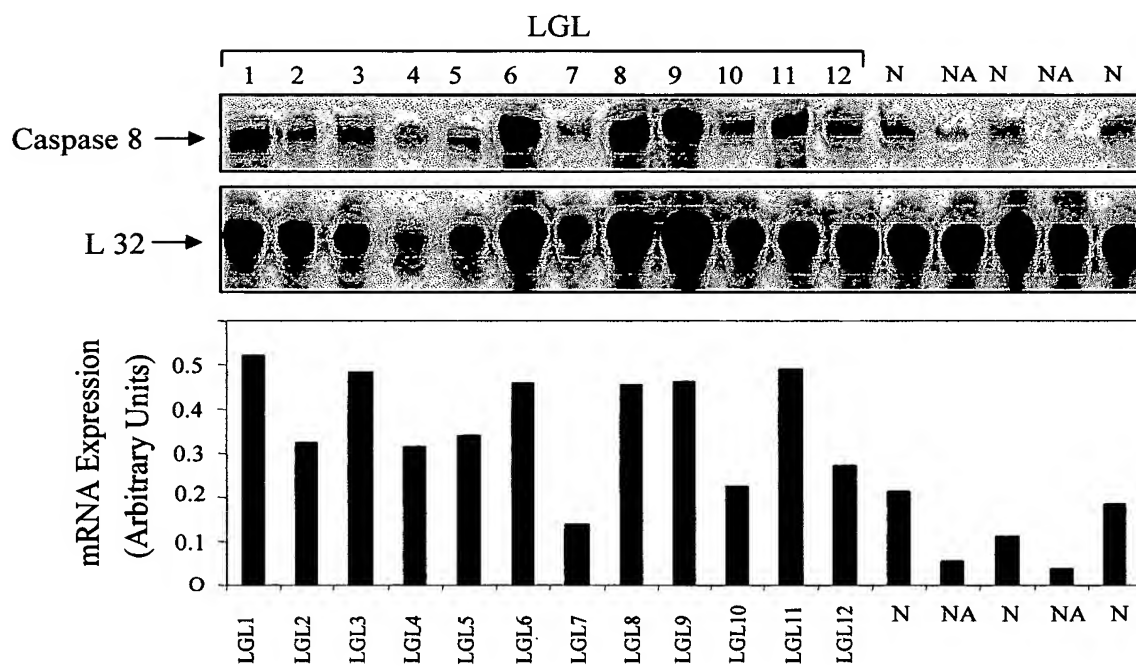 LGL
1 2 3 4 5 6 7 8 9 10 11 12 N NA N NA N
Caspase 8
L 32
mRNA Expression
(Arbitrary Units)
0.5
0.4
0.3
0.2
0.1
0
LGL1 LGL2 LGL3 LGL4 LGL5 LGL6 LGL7 LGL8 LGL9 LGL10 LGL11 LGL12 N NA N NA N